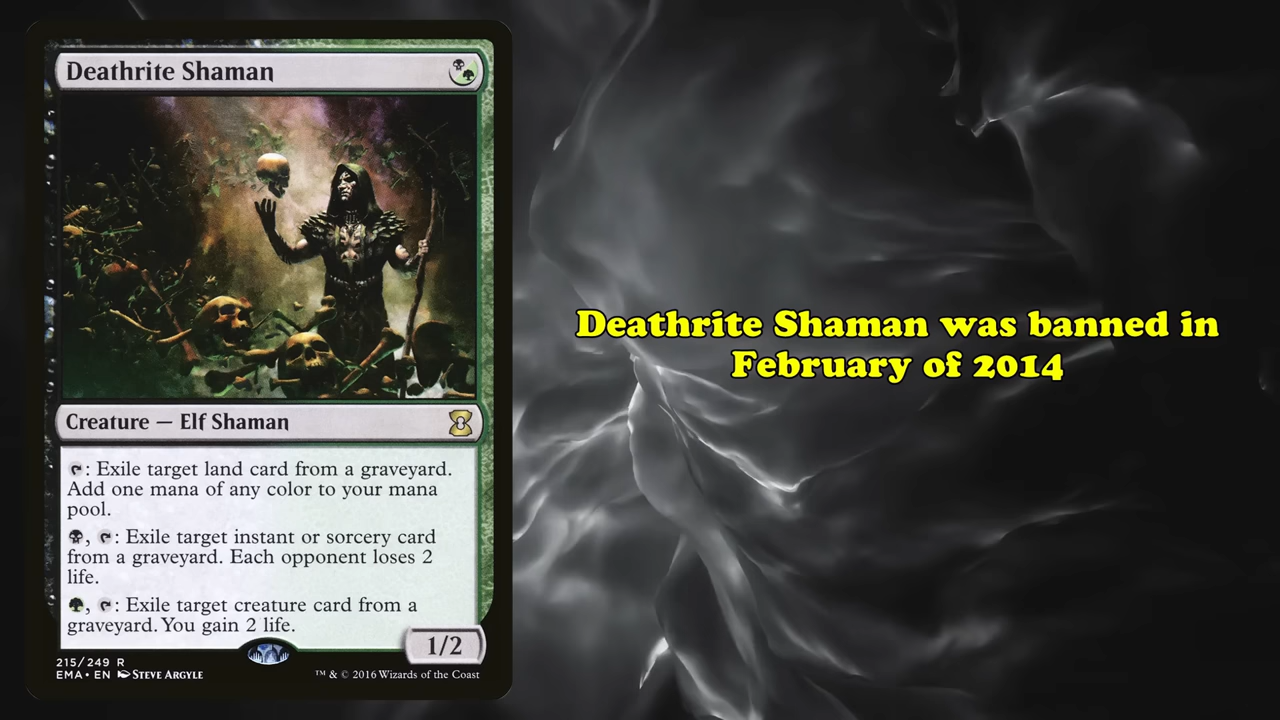 Deathrite Shaman
Creature — Elf Shaman
: Exile target land card from a graveyard.
Add one mana of any color to your mana
pool.
, : Exile target instant or sorcery card
from a graveyard. Each opponent loses 2
life.
, : Exile target creature card from a
graveyard. You gain 2 life.
1/2
215/249 R
EMA • EN STEVE ARGYLE
™ & © 2016 Wizards of the Coast
Deathrite Shaman was banned in
February of 2014